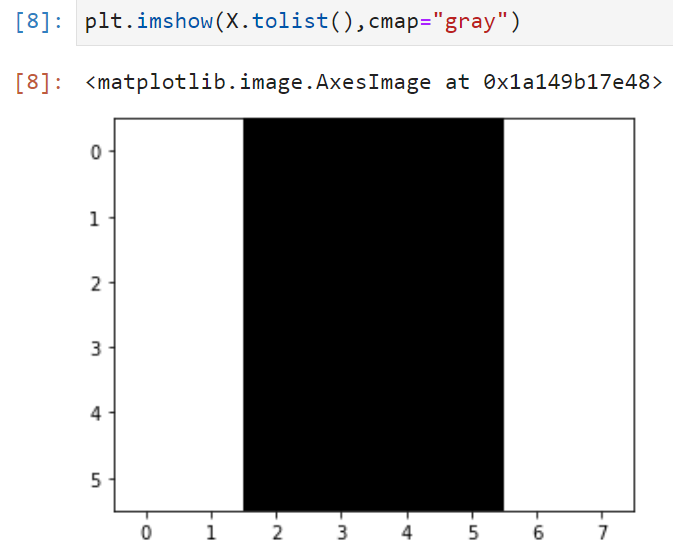 [8]: plt.imshow(X.tolist(),cmap="gray")
[8]: <matplotlib.image.AxesImage at 0x1a149b17e48>
0
1
2
3
4
5
0 1 2 3 4 5 6 7